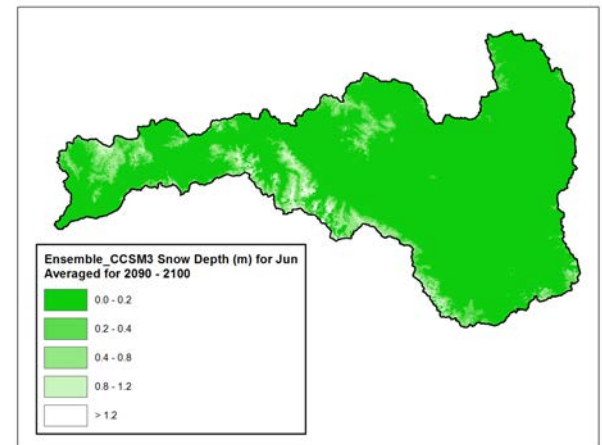 Ensemble_CCSM3 Snow Depth (m) for Jun
Averaged for 2090 - 2100
0.0 - 0.2
0.2 - 0.4
0.4 - 0.8
0.8 - 1.2
> 1.2